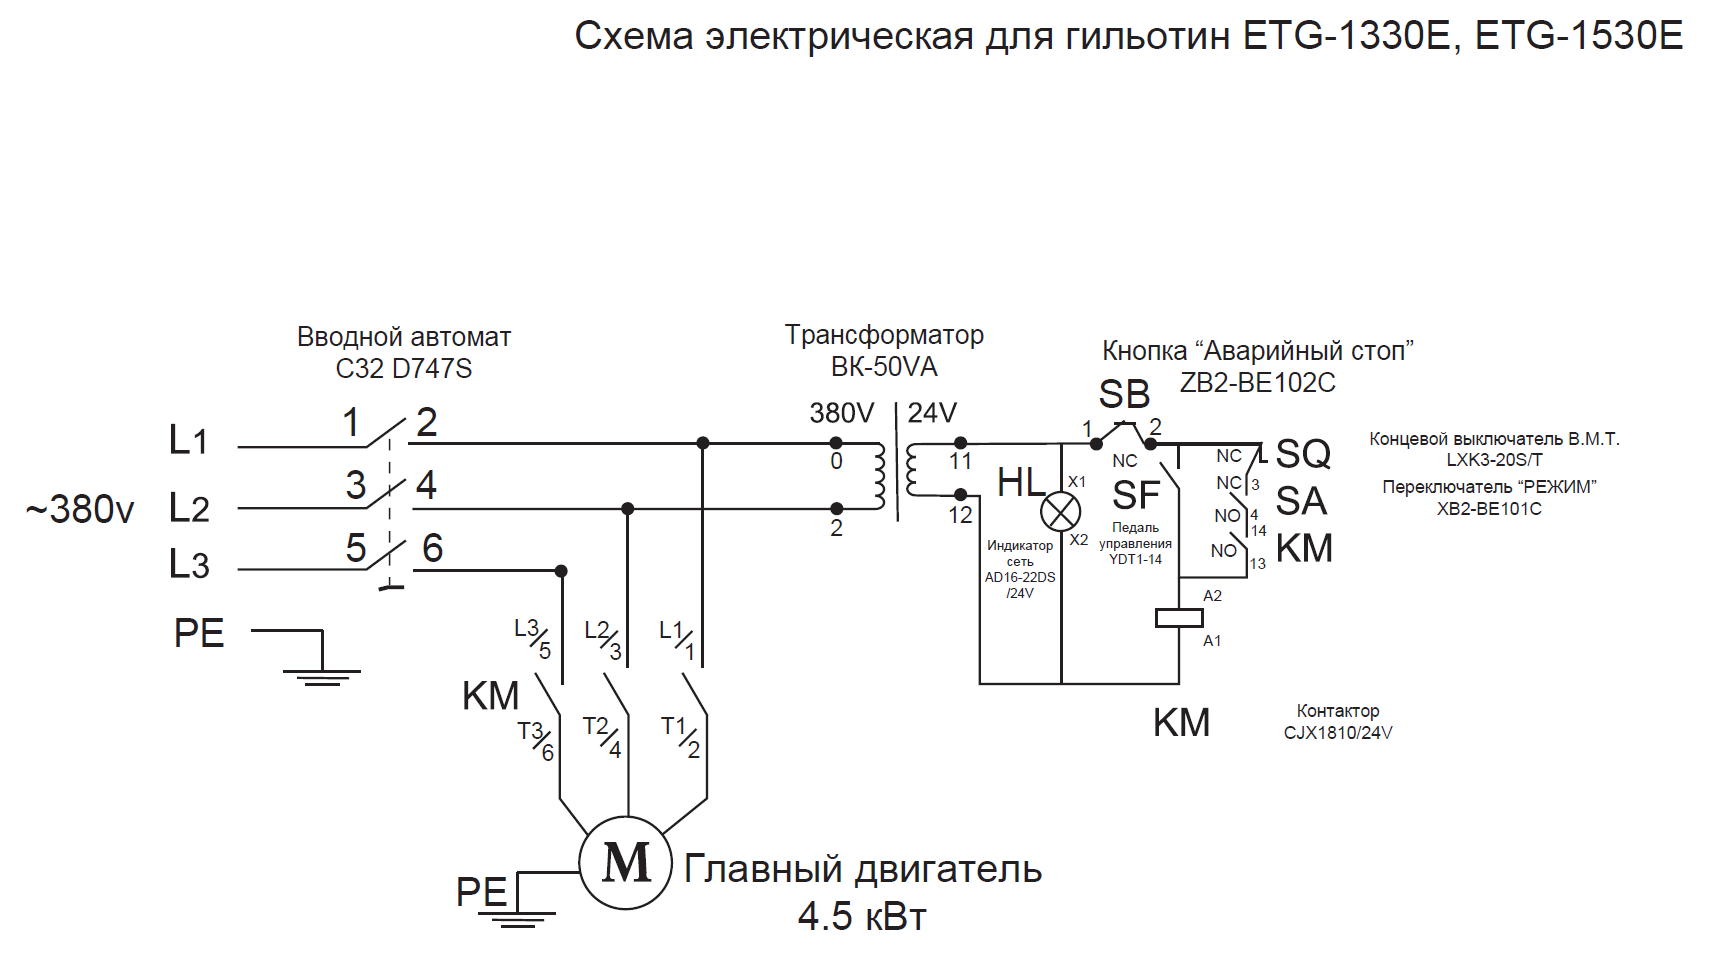 Схема электрическая для гильотин ETG-1330E, ETG-1530E
Вводной автомат
C32 D747S
Трансформатор
ВК-50VA
Кнопка “Аварийный стоп”
ZB2-BE102C
SB
380V
24V
L1
1
2
0
11
1
2
NC
NC
SQ
Концевой выключатель В.М.Т.
LXK3-20S/T
~380v
L2
3
4
2
12
HL
X1
X2
SF
NC
3
SA
Переключатель “РЕЖИМ”
XB2-BE101C
NO
4
14
Индикатор
сеть
AD16-22DS
/24V
Педаль
управления
YDT1-14
NO
13
KM
L3
5
6
PE
L3/5
L2/3
L1/1
A2
A1
KM
T3/6
T2/4
T1/2
KM
Контактор
CJX1810/24V
M
Главный двигатель
4.5 кВт
PE